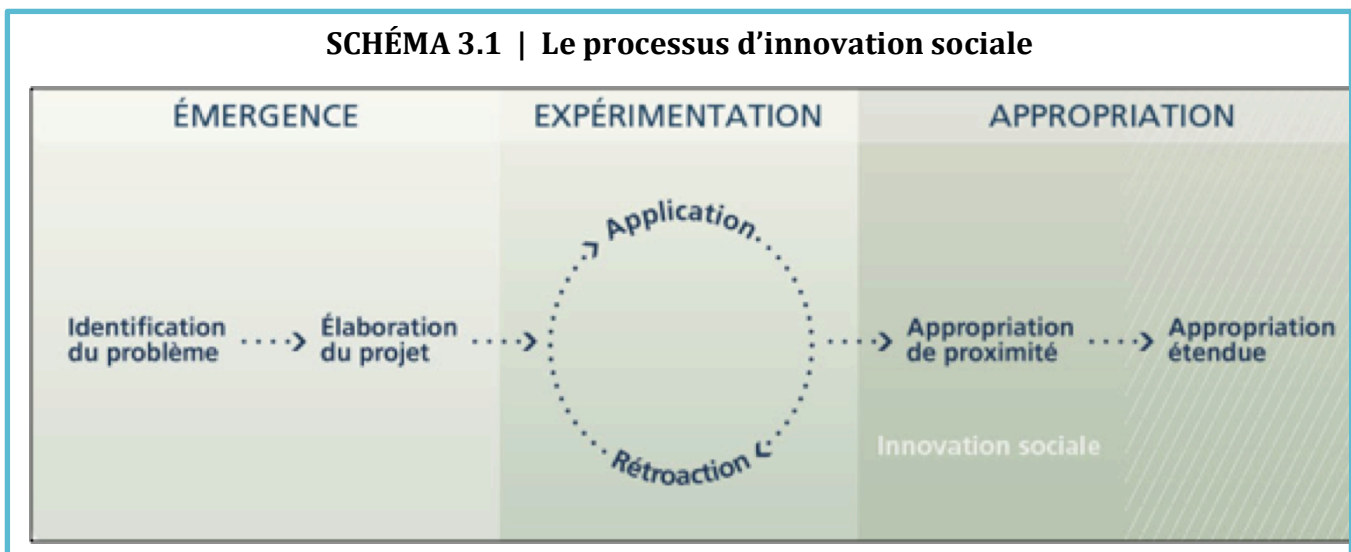 SCHÉMA 3.1 | Le processus d’innovation sociale
ÉMERGENCE
EXPÉRIMENTATION
APPROPRIATION
Application
Identification
du problème
Élaboration
du projet
Appropriation
de proximité
Appropriation
étendue
Rétroaction
Innovation sociale